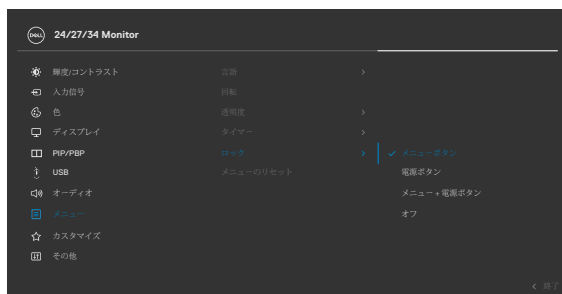 DELL 24/27/34 Monitor
輝度/コントラスト 言語
入力信号 回転
色 透明度
ディスプレイ タイマー
PIP/PBP ロック メニューボタン
USB メニューのリセット 電源ボタン
オーディオ メニュー + 電源ボタン
メニュー オフ
カスタマイズ
その他
終了